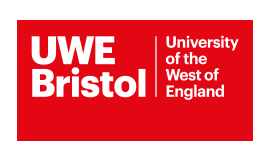 UWE
Bristol
University
of the
West of
England